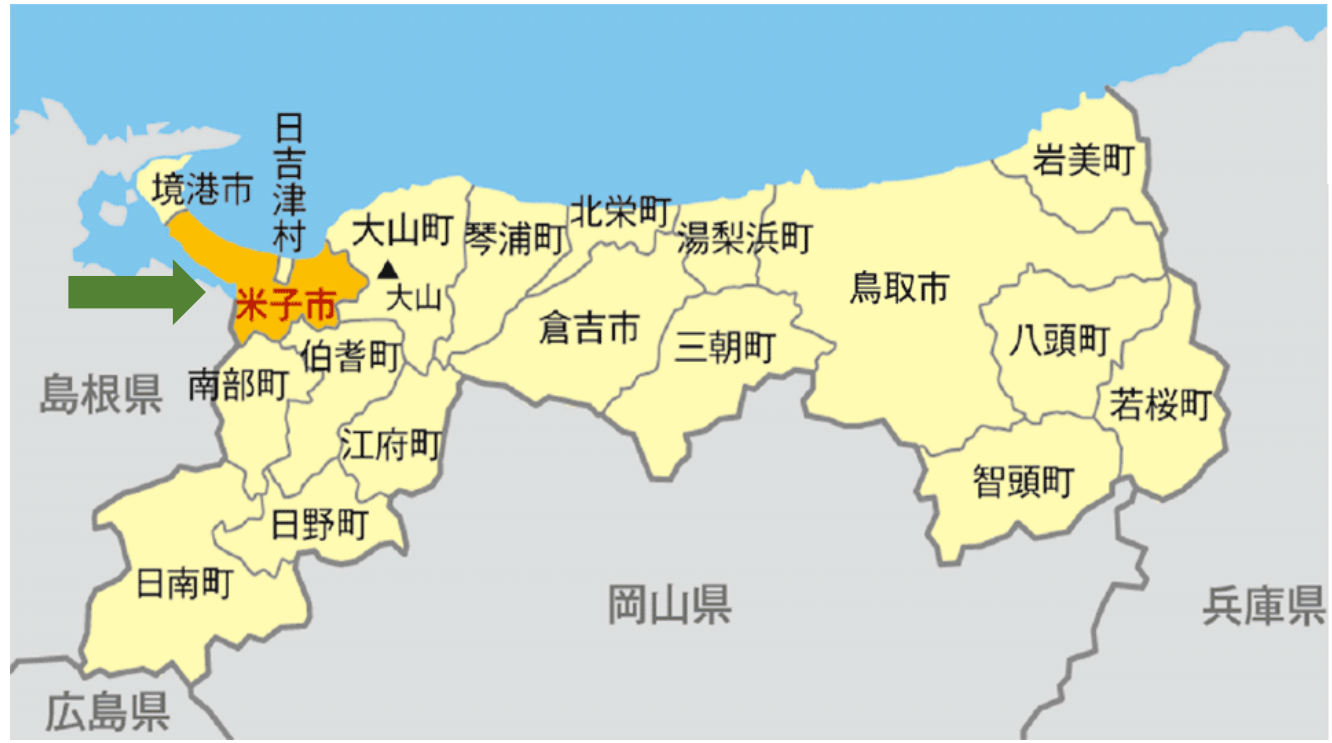 日吉津村
境港市
岩美町
大山町
琴浦町
北栄町
湯梨浜町
大山
米子市
鳥取市
倉吉市
三朝町
八頭町
伯耆町
南部町
島根県
若桜町
江府町
智頭町
日野町
日南町
岡山県
兵庫県
広島県